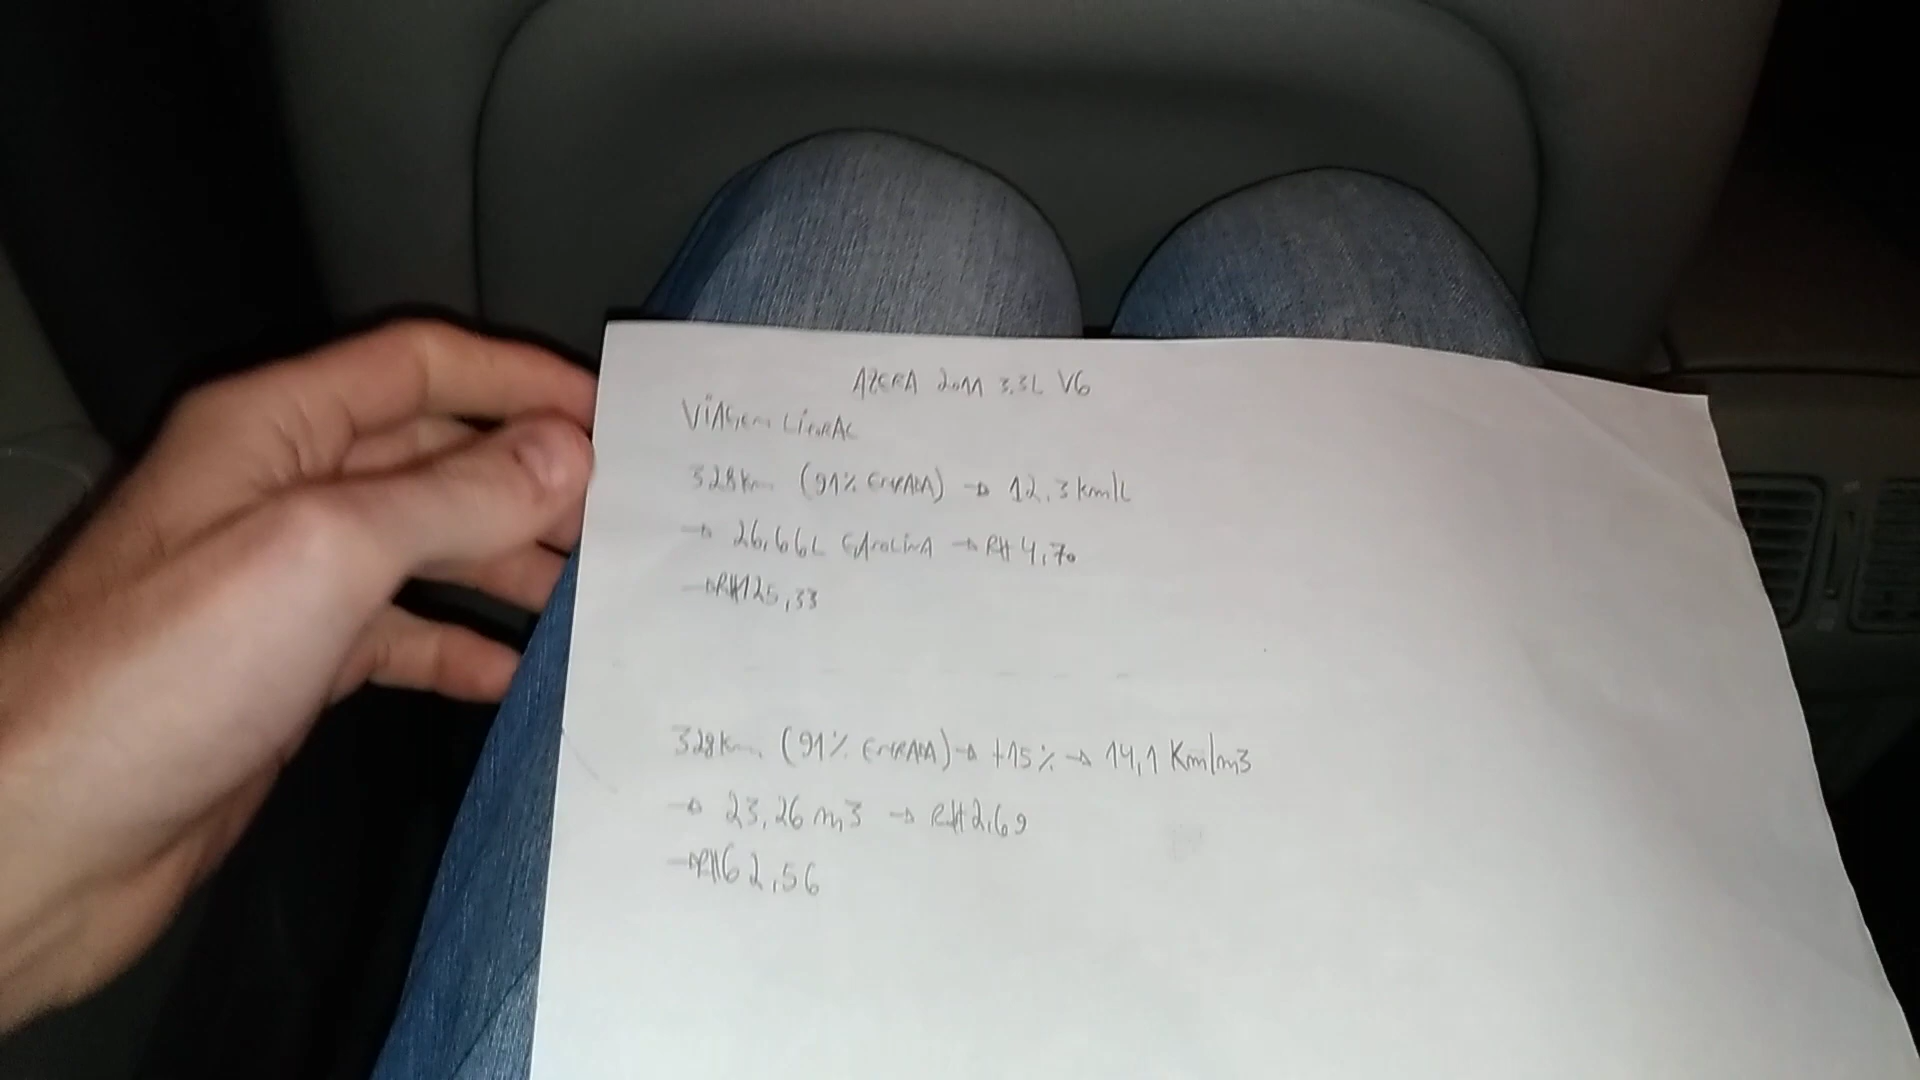 AZERA 2011 3.3L V6
VIAGEM LITORAL
328km (91% ESTRADA) → 12,3 km/L
→ 26,66L GASOLINA → R$ 4,70
→ R$125,33
328km (91% ESTRADA) → +15% → 14,1 Km/m3
→ 23,26 m3 → R$ 2,69
→ R$62,56